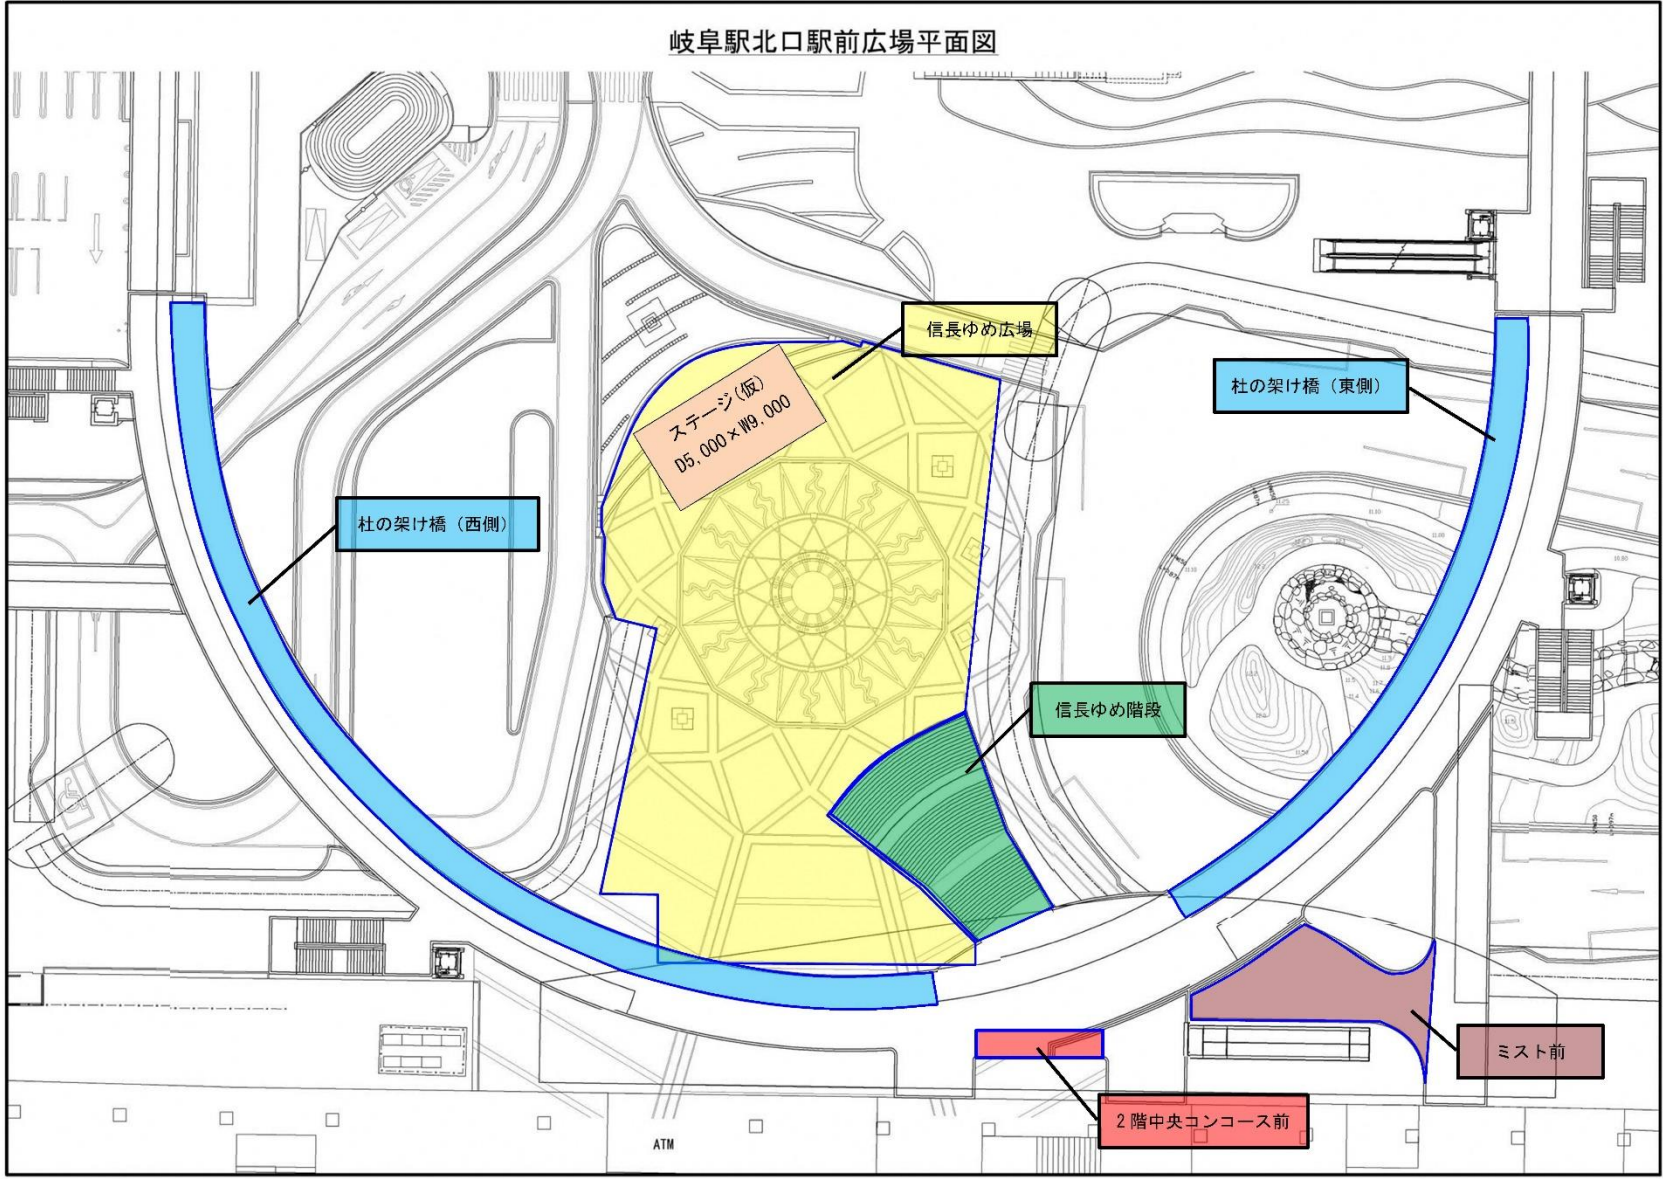 岐阜駅北口駅前広場平面図
信長ゆめ広場
ステージ(仮)
D5,000×W9,000
杜の架け橋（東側）
杜の架け橋（西側）
信長ゆめ階段
ミスト前
2階中央コンコース前
ATM